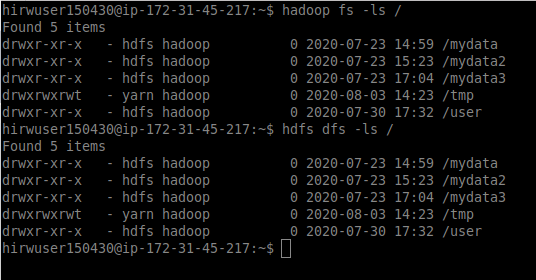 hirwuser150430@ip-172-31-45-217:~$ hadoop fs -ls /
Found 5 items
drwxr-xr-x   - hdfs hadoop          0 2020-07-23 14:59 /mydata
drwxr-xr-x   - hdfs hadoop          0 2020-07-23 15:23 /mydata2
drwxr-xr-x   - hdfs hadoop          0 2020-07-23 17:04 /mydata3
drwxrwxrwt   - yarn hadoop          0 2020-08-03 14:23 /tmp
drwxr-xr-x   - hdfs hadoop          0 2020-07-30 17:32 /user
hirwuser150430@ip-172-31-45-217:~$ hdfs dfs -ls /
Found 5 items
drwxr-xr-x   - hdfs hadoop          0 2020-07-23 14:59 /mydata
drwxr-xr-x   - hdfs hadoop          0 2020-07-23 15:23 /mydata2
drwxr-xr-x   - hdfs hadoop          0 2020-07-23 17:04 /mydata3
drwxrwxrwt   - yarn hadoop          0 2020-08-03 14:23 /tmp
drwxr-xr-x   - hdfs hadoop          0 2020-07-30 17:32 /user
hirwuser150430@ip-172-31-45-217:~$